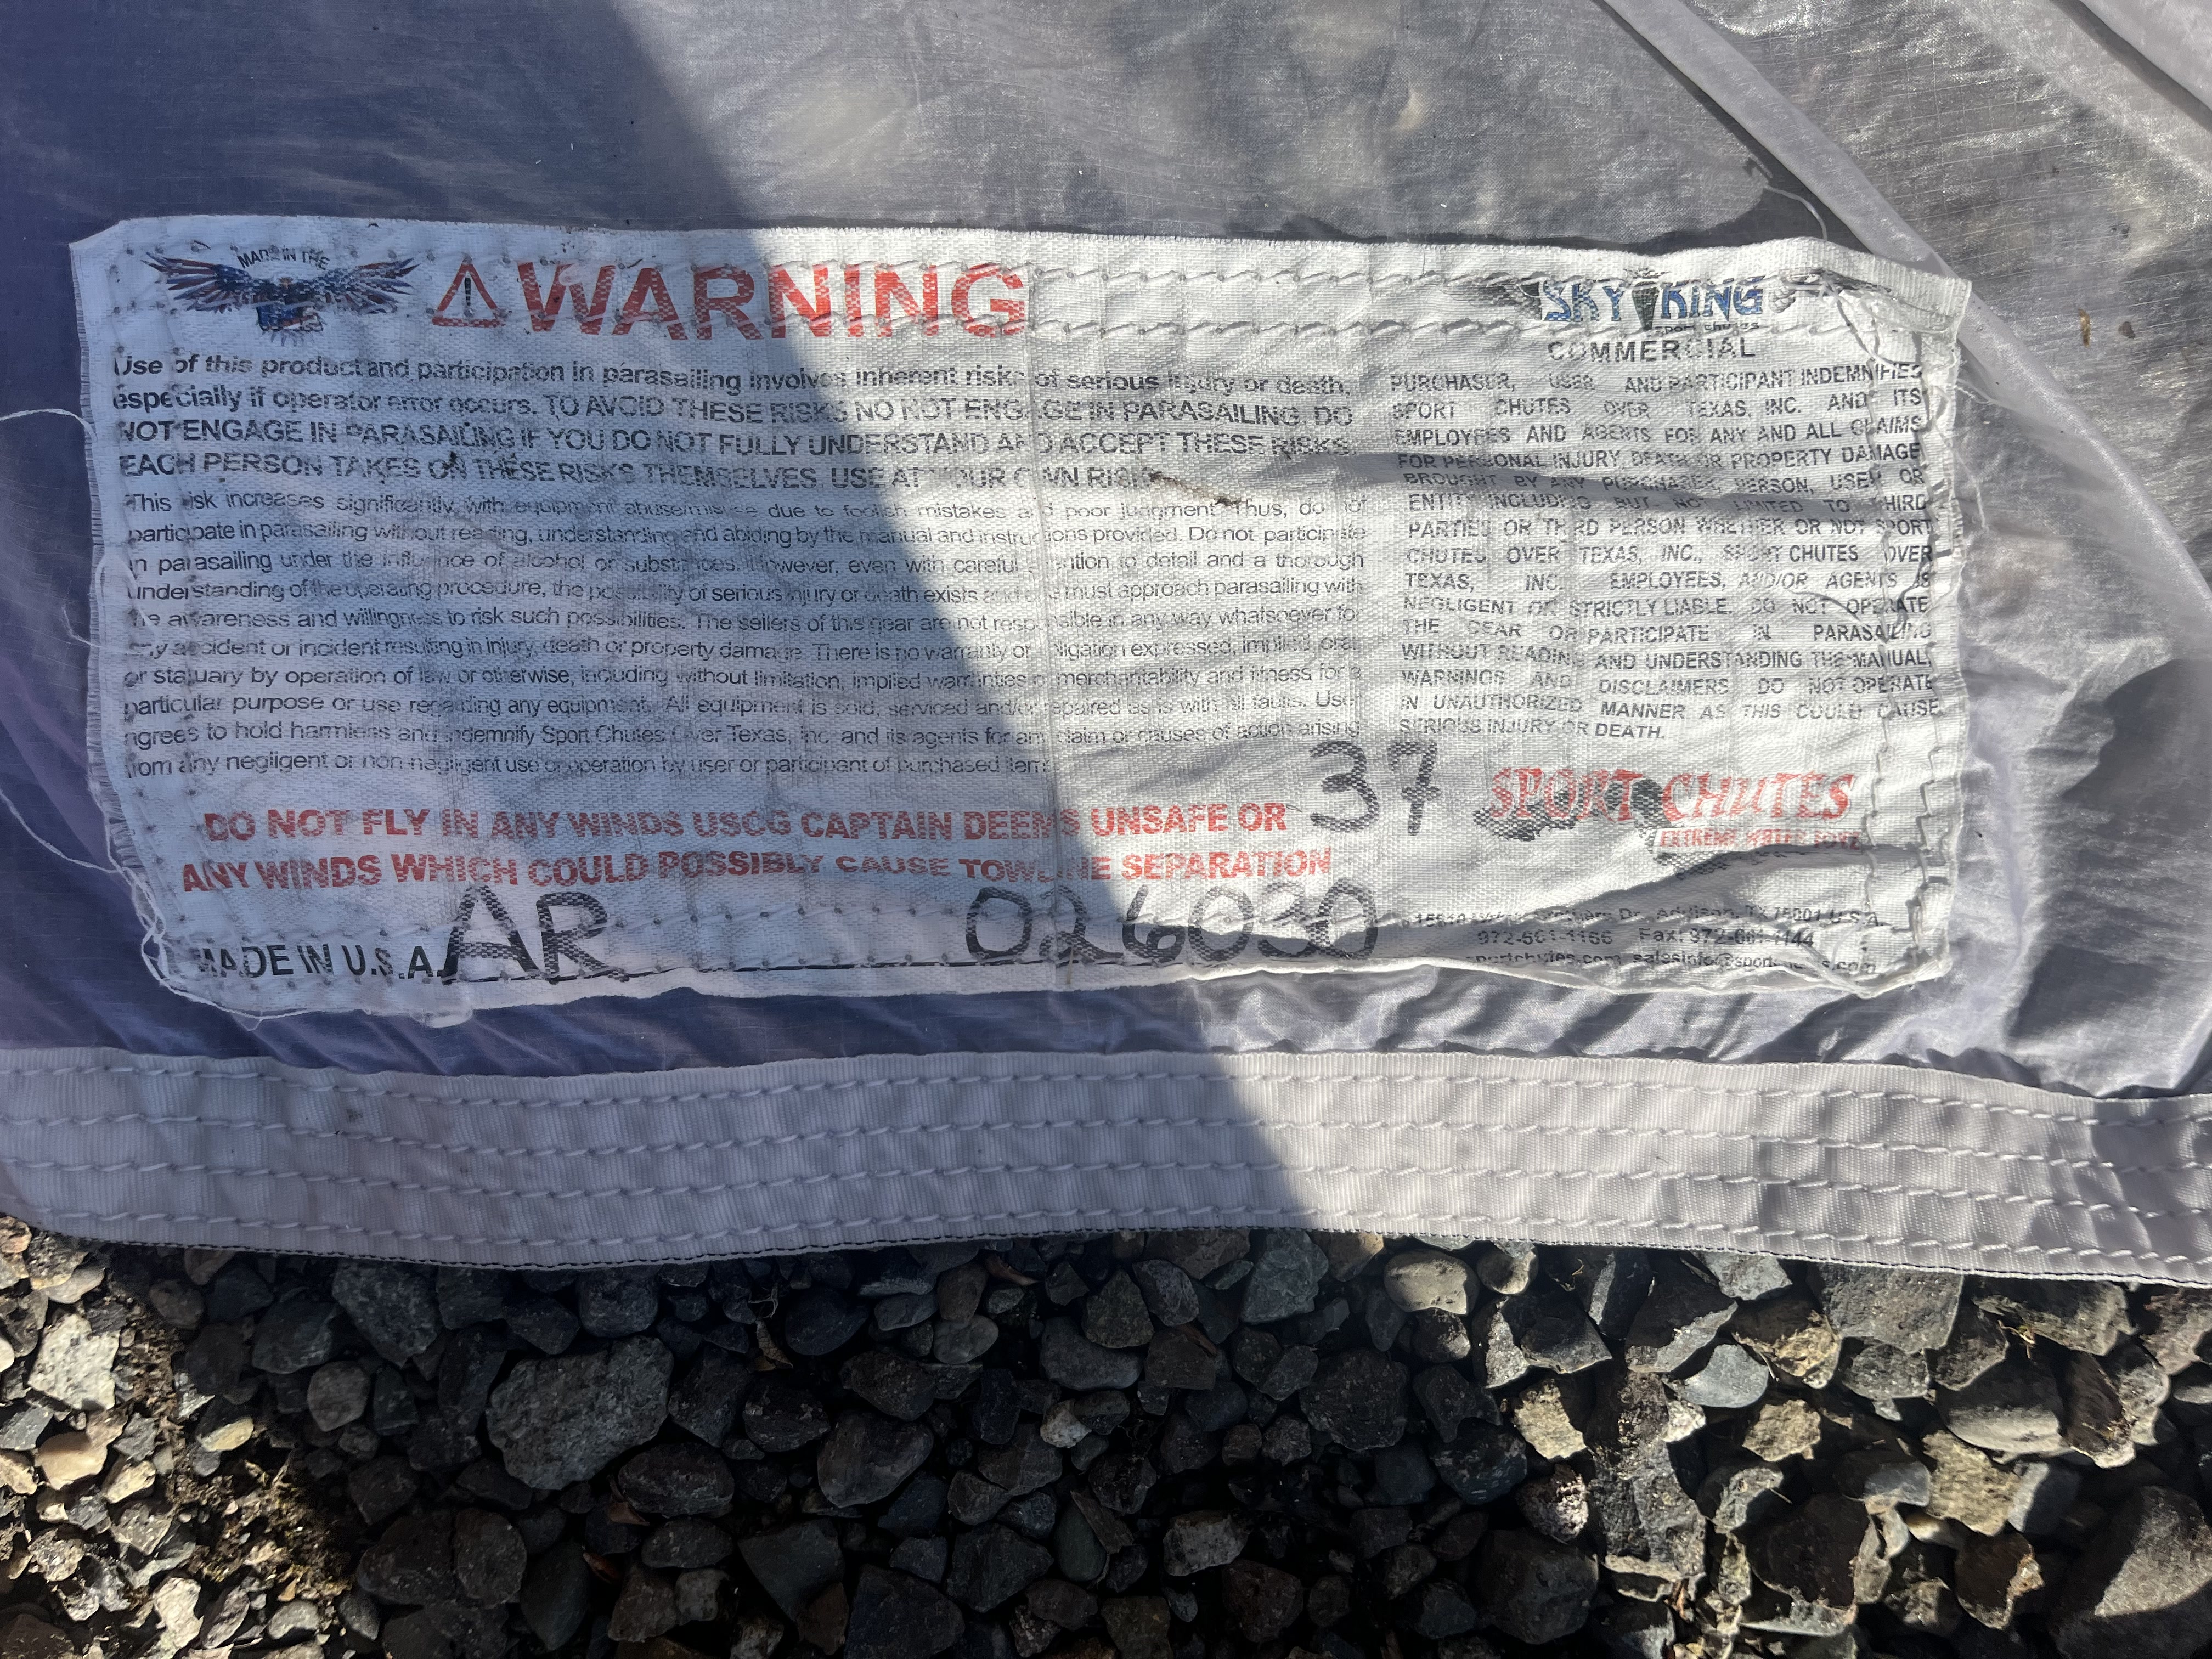 MADE IN THE
WARNING
Use of this product and participation in parasailing involves inherent risks of serious injury or death,
especially if operator error occurs. TO AVOID THESE RISKS NO NOT ENGAGE IN PARASAILING. DO
NOT ENGAGE IN PARASAILING IF YOU DO NOT FULLY UNDERSTAND AND ACCEPT THESE RISKS.
EACH PERSON TAKES ON THESE RISKS THEMSELVES. USE AT YOUR OWN RISK
This risk increases significantly with equipment abuse/misuse due to foolish mistakes and poor judgment. Thus, do not
participate in parasailing without reading, understanding and abiding by the manual and instructions provided. Do not participate
in parasailing under the influence of alcohol or substances. However, even with careful attention to detail and a thorough
understanding of the operating procedure, the possibility of serious injury or death exists and must approach parasailing with
the awareness and willingness to risk such possibilities. The sellers of this gear are not responsible in any way whatsoever for
any accident or incident resulting in injury, death or property damage. There is no warranty or obligation expressed, implied, oral
or statuary by operation of law or otherwise, including without limitation, implied warranties of merchantability and fitness for a
particular purpose or use regarding any equipment. All equipment is sold, serviced and/or repaired as is with all faults. User
agrees to hold harmless and indemnify Sport Chutes Over Texas, Inc. and its agents for any claim or causes of action arising
from any negligent or non-negligent use or operation by user or participant of purchased item.
DO NOT FLY IN ANY WINDS USCG CAPTAIN DEEMS UNSAFE OR
ANY WINDS WHICH COULD POSSIBLY CAUSE TOWLINE SEPARATION
MADE IN U.S.A. AR 026030
37
SKY KING
sport chutes
COMMERCIAL
PURCHASER, USER AND PARTICIPANT INDEMNIFIES
SPORT CHUTES OVER TEXAS, INC. AND ITS
EMPLOYEES AND AGENTS FOR ANY AND ALL CLAIMS
FOR PERSONAL INJURY, DEATH OR PROPERTY DAMAGE
BROUGHT BY ANY PURCHASER, PERSON, USER OR
ENTITY INCLUDING BUT NOT LIMITED TO THIRD
PARTIES OR THIRD PERSON WHETHER OR NOT SPORT
CHUTES OVER TEXAS, INC., SPORT CHUTES OVER
TEXAS, INC. EMPLOYEES, AND/OR AGENTS IS
NEGLIGENT OR STRICTLY LIABLE. DO NOT OPERATE
THE GEAR OR PARTICIPATE IN PARASAILING
WITHOUT READING AND UNDERSTANDING THE MANUAL,
WARNINGS AND DISCLAIMERS DO NOT OPERATE
IN UNAUTHORIZED MANNER AS THIS COULD CAUSE
SERIOUS INJURY OR DEATH.
SPORT CHUTES
EXTREME WATER TOYZ
Dr. Addison, TX 75001 U.S.A.
972-661-1166 Fax: 972-661-1144
sportchutes.com salesinfo@sportchutes.com